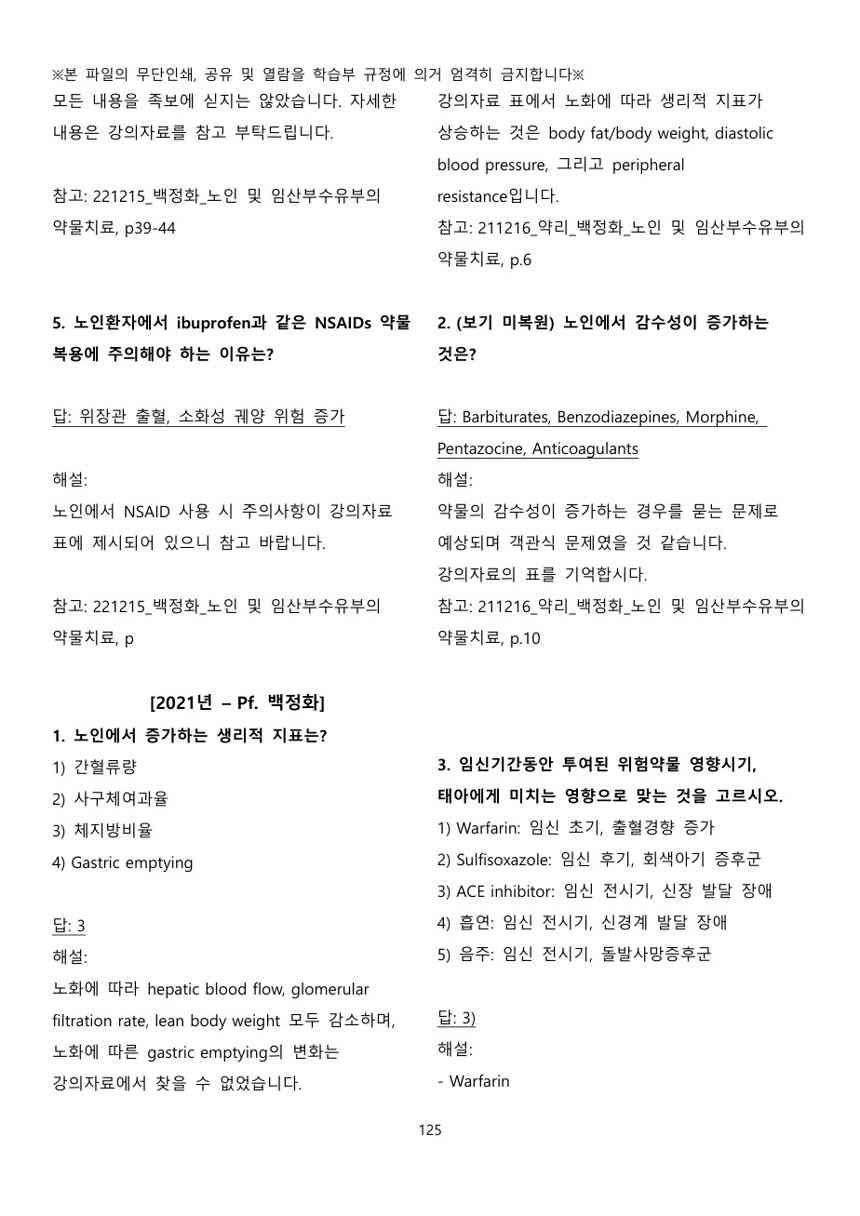 ※본 파일의 무단인쇄, 공유 및 열람을 학습부 규정에 의거 엄격히 금지합니다※
모든 내용을 족보에 싣지는 않았습니다. 자세한
내용은 강의자료를 참고 부탁드립니다.
참고: 221215_백정화_노인 및 임산부수유부의
약물치료, p39-44
5. 노인환자에서 ibuprofen과 같은 NSAIDs 약물
복용에 주의해야 하는 이유는?
답: 위장관 출혈, 소화성 궤양 위험 증가
해설:
노인에서 NSAID 사용 시 주의사항이 강의자료
표에 제시되어 있으니 참고 바랍니다.
참고: 221215_백정화_노인 및 임산부수유부의
약물치료, p
[2021년 – Pf. 백정화]
1. 노인에서 증가하는 생리적 지표는?
1) 간혈류량
2) 사구체여과율
3) 체지방비율
4) Gastric emptying
답: 3
해설:
노화에 따라 hepatic blood flow, glomerular
filtration rate, lean body weight 모두 감소하며,
노화에 따른 gastric emptying의 변화는
강의자료에서 찾을 수 없었습니다.
강의자료 표에서 노화에 따라 생리적 지표가
상승하는 것은 body fat/body weight, diastolic
blood pressure, 그리고 peripheral
resistance입니다.
참고: 211216_약리_백정화_노인 및 임산부수유부의
약물치료, p.6
2. (보기 미복원) 노인에서 감수성이 증가하는
것은?
답: Barbiturates, Benzodiazepines, Morphine,
Pentazocine, Anticoagulants
해설:
약물의 감수성이 증가하는 경우를 묻는 문제로
예상되며 객관식 문제였을 것 같습니다.
강의자료의 표를 기억합시다.
참고: 211216_약리_백정화_노인 및 임산부수유부의
약물치료, p.10
3. 임신기간동안 투여된 위험약물 영향시기,
태아에게 미치는 영향으로 맞는 것을 고르시오.
1) Warfarin: 임신 초기, 출혈경향 증가
2) Sulfisoxazole: 임신 후기, 회색아기 증후군
3) ACE inhibitor: 임신 전시기, 신장 발달 장애
4) 흡연: 임신 전시기, 신경계 발달 장애
5) 음주: 임신 전시기, 돌발사망증후군
답: 3)
해설:
- Warfarin
125